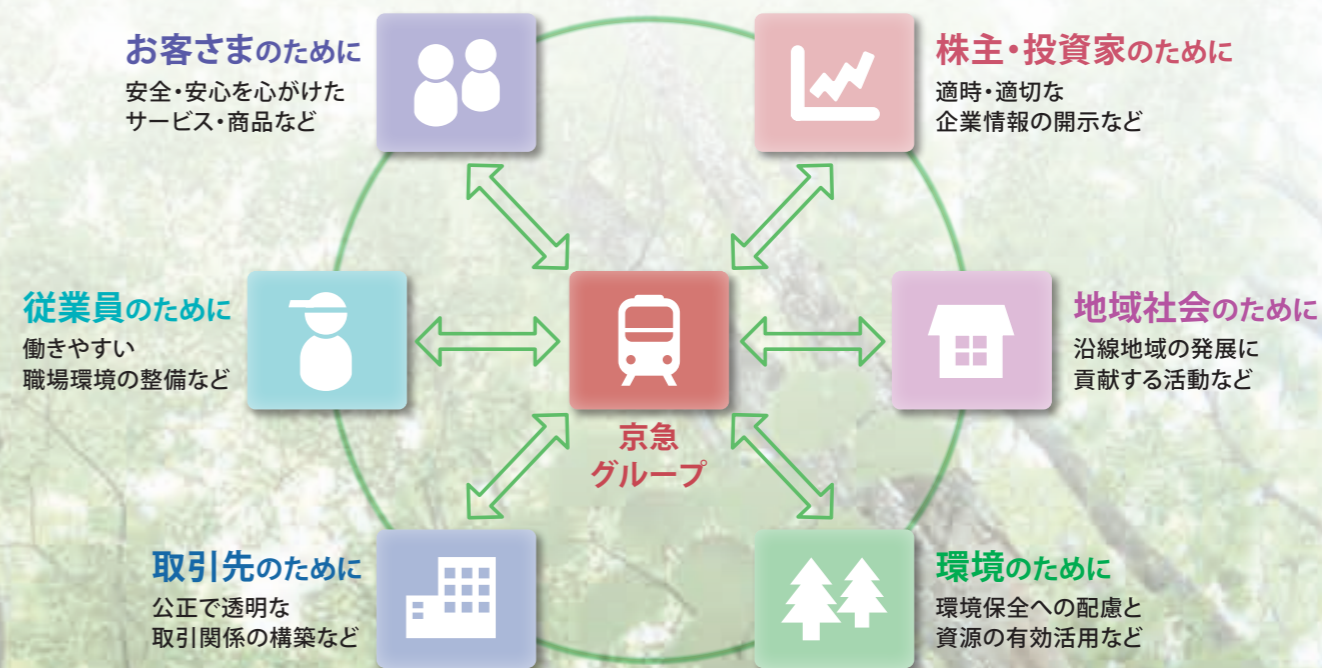 お客さまのために
安全・安心を心がけた
サービス・商品など
株主・投資家のために
適時・適切な
企業情報の開示など
従業員のために
働きやすい
職場環境の整備など
京急
グループ
地域社会のために
沿線地域の発展に
貢献する活動など
取引先のために
公正で透明な
取引関係の構築など
環境のために
環境保全への配慮と
資源の有効活用など